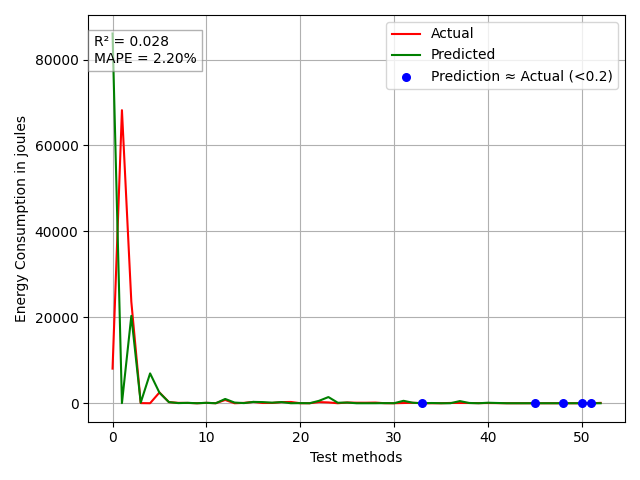 R² = 0.028
MAPE = 2.20%
Actual
Predicted
Prediction ≈ Actual (<0.2)
Energy Consumption in joules
80000
60000
40000
20000
0
0 10 20 30 40 50
Test methods